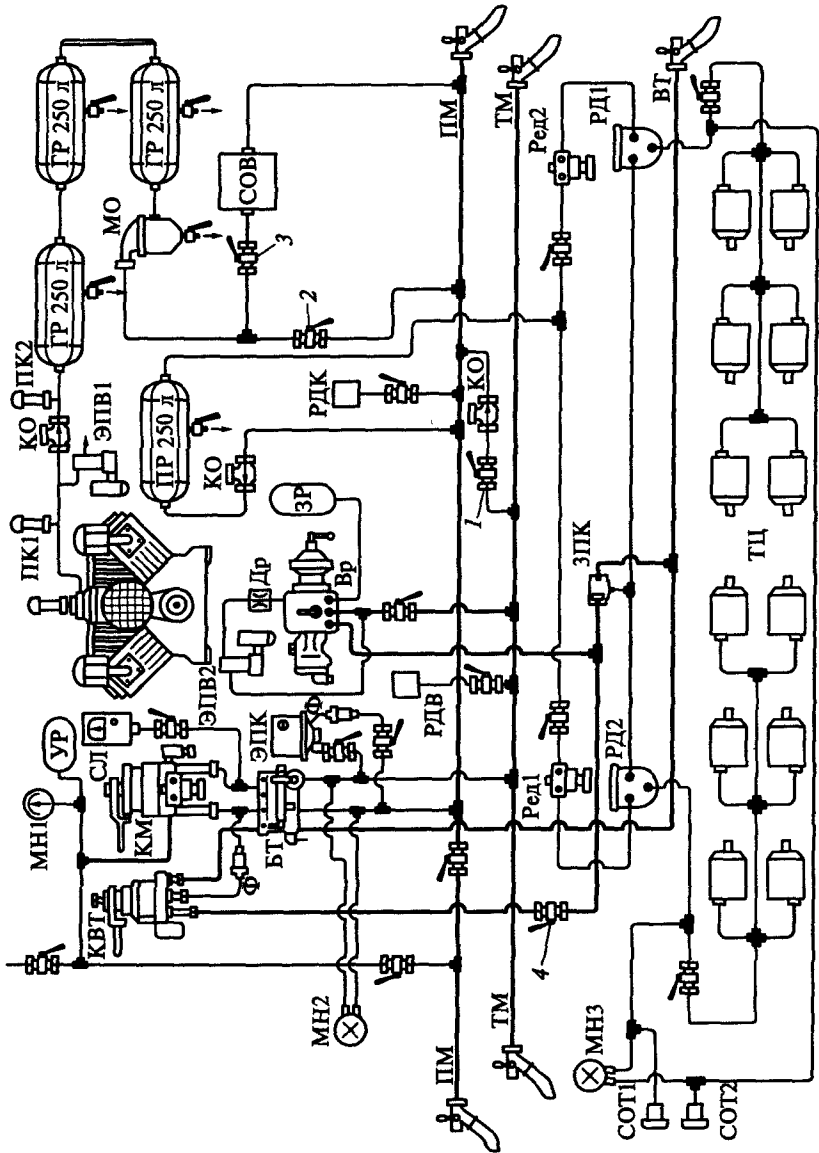 ПК1
КО
ПК2
МН1
УР
ГР 250 л
ГР 250 л
КВТ
СЛ
ЭПВ1
МО
КМ
ПР 250 л
ГР 250 л
ЭПВ2
КО
СОВ
Ф
БТ
ЭПК
Др
3
Ф
ЗР
2
МН2
РДК
Вр
РДВ
ПМ
ПМ
1
КО
ТМ
ТМ
Ред1
Ред2
4
ЗПК
МН3
РД2
РД1
СОТ1
ВТ
СОТ2
ТЦ